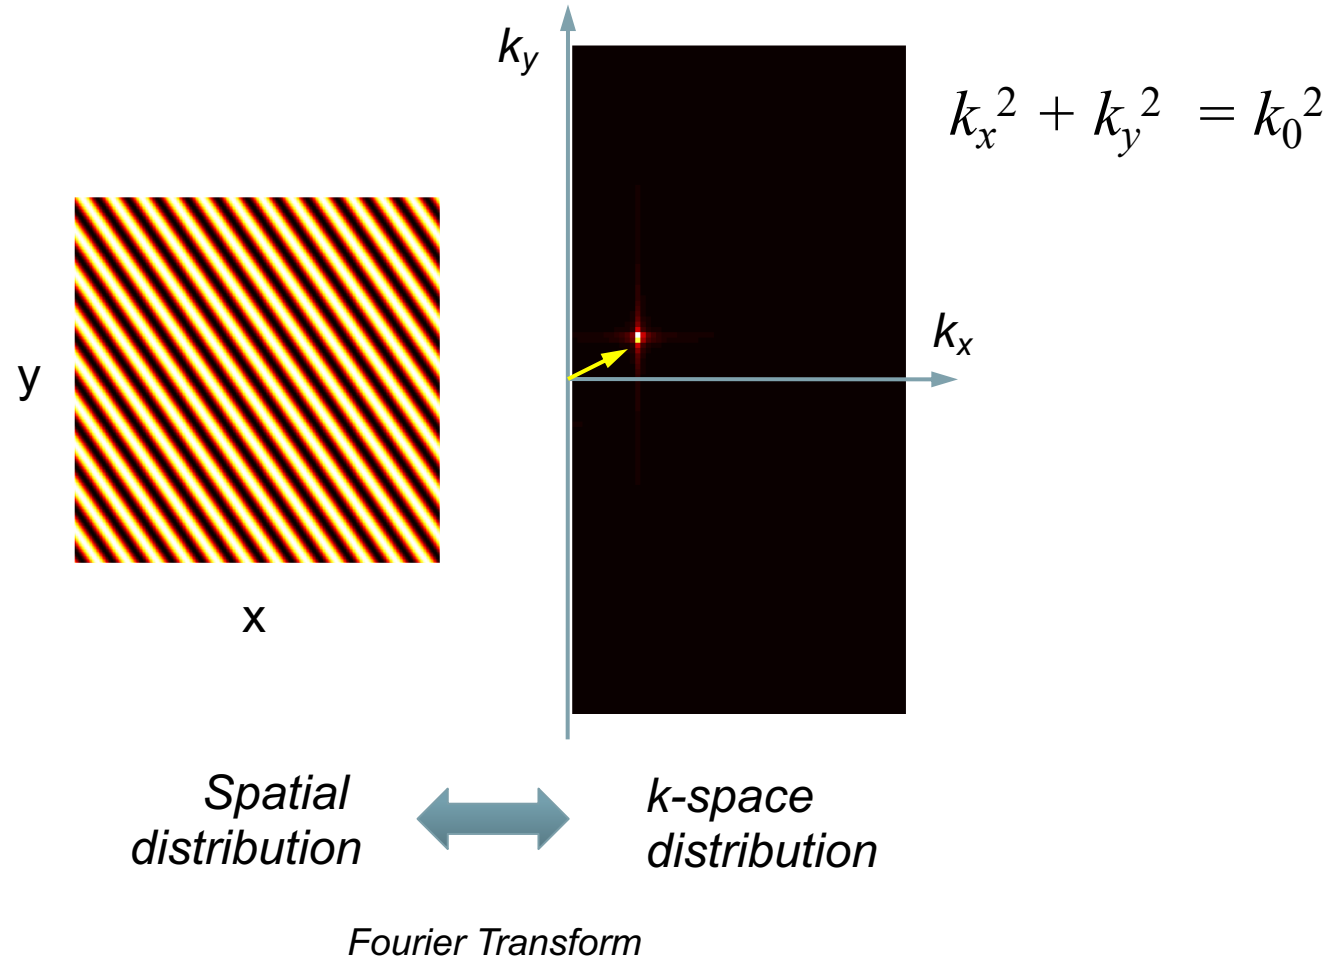 k_y
k_x^2 + k_y^2 = k_0^2
k_x
y
x
Spatial
distribution
k-space
distribution
Fourier Transform